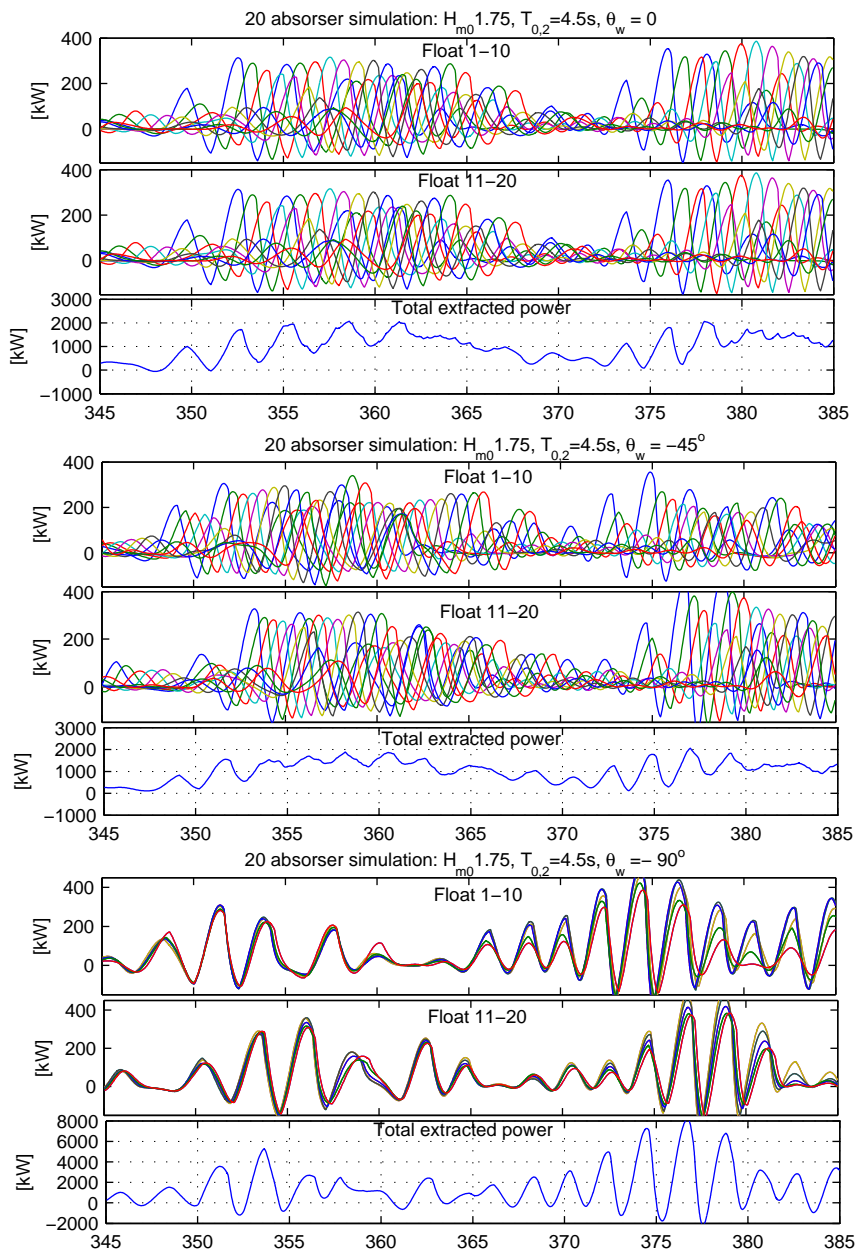 20 absorser simulation: Hm01.75, T0,2=4.5s, θw = 0
Float 1−10
400
200
0
[kW]
Float 11−20
400
200
0
[kW]
Total extracted power
3000
2000
1000
0
−1000
[kW]
345 350 355 360 365 370 375 380 385
20 absorser simulation: Hm01.75, T0,2=4.5s, θw = −45o
Float 1−10
400
200
0
[kW]
Float 11−20
400
200
0
[kW]
Total extracted power
3000
2000
1000
0
−1000
[kW]
345 350 355 360 365 370 375 380 385
20 absorser simulation: Hm01.75, T0,2=4.5s, θw =− 90o
Float 1−10
400
200
0
[kW]
Float 11−20
400
200
0
[kW]
Total extracted power
8000
6000
4000
2000
0
−2000
[kW]
345 350 355 360 365 370 375 380 385